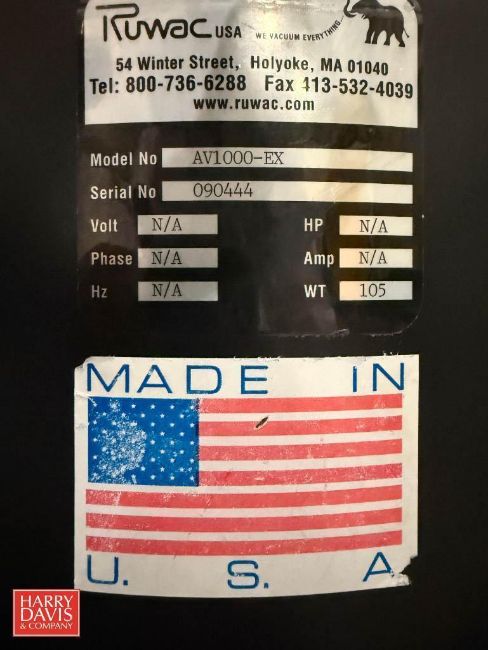 Ruwac USA WE VACUUM EVERYTHING
54 Winter Street, Holyoke, MA 01040
Tel: 800-736-6288 Fax 413-532-4039
www.ruwac.com
Model No AV1000-EX
Serial No 090444
Volt N/A HP N/A
Phase N/A Amp N/A
Hz N/A WT 105
MADE IN
U. S. A
HARRY
DAVIS
& COMPANY